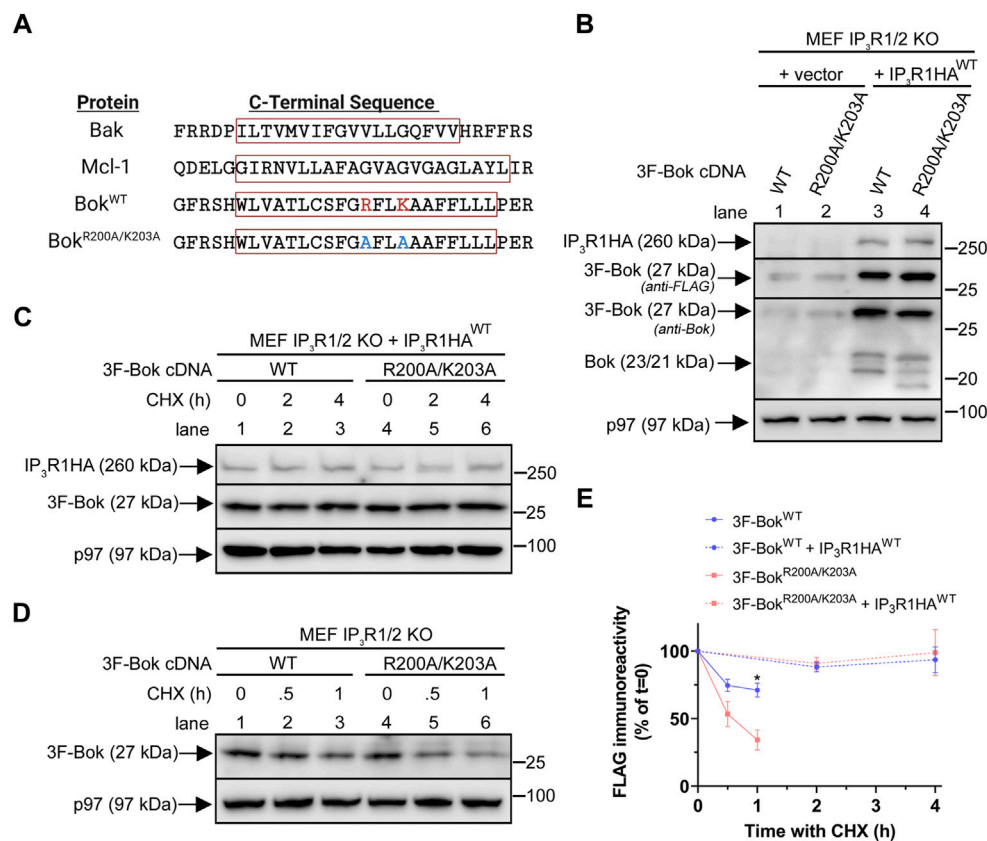 A
Protein C-Terminal Sequence
Bak FRRDPILTVMVIFGVVLLGQFVVHRFFRS
Mcl-1 QDELGGIRNVLLAFAGVAGVGAGLAYLIR
BokWT GFRSHWLVATLCSFGRFLKAAFFLLLPER
BokR200A/K203A GFRSHWLVATLCSFGAFLAAAFFLLLPER
B
MEF IP3R1/2 KO
+ vector + IP3R1HAWT
3F-Bok cDNA WT R200A/K203A WT R200A/K203A
lane 1 2 3 4
IP3R1HA (260 kDa) 250
3F-Bok (27 kDa) (anti-FLAG) 25
3F-Bok (27 kDa) (anti-Bok) 25
Bok (23/21 kDa) 20
p97 (97 kDa) 100
C
MEF IP3R1/2 KO + IP3R1HAWT
3F-Bok cDNA WT R200A/K203A
CHX (h) 0 2 4 0 2 4
lane 1 2 3 4 5 6
IP3R1HA (260 kDa) 250
3F-Bok (27 kDa) 25
p97 (97 kDa) 100
D
MEF IP3R1/2 KO
3F-Bok cDNA WT R200A/K203A
CHX (h) 0 .5 1 0 .5 1
lane 1 2 3 4 5 6
3F-Bok (27 kDa) 25
p97 (97 kDa) 100
E
3F-BokWT
3F-BokWT + IP3R1HAWT
3F-BokR200A/K203A
3F-BokR200A/K203A + IP3R1HAWT
FLAG immunoreactivity
(% of t=0)
100
50
0
*
0 1 2 3 4
Time with CHX (h)